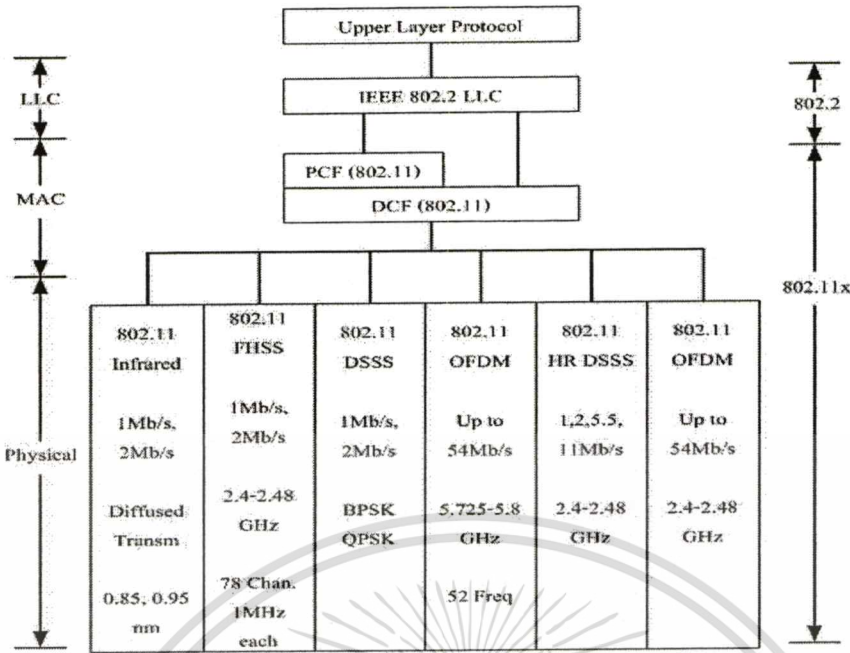 Upper Layer Protocol
LLC
IEEE 802.2 LLC
802.2
PCF (802.11)
MAC
DCF (802.11)
802.11x
Physical
802.11
Infrared
1Mb/s,
2Mb/s
Diffused
Transm
0.85, 0.95
nm
802.11
FHSS
1Mb/s,
2Mb/s
2.4-2.48
GHz
78 Chan.
1MHz
each
802.11
DSSS
1Mb/s,
2Mb/s
BPSK
QPSK
802.11
OFDM
Up to
54Mb/s
5.725-5.8
GHz
52 Freq
802.11
HR DSSS
1,2,5.5,
11Mb/s
2.4-2.48
GHz
802.11
OFDM
Up to
54Mb/s
2.4-2.48
GHz